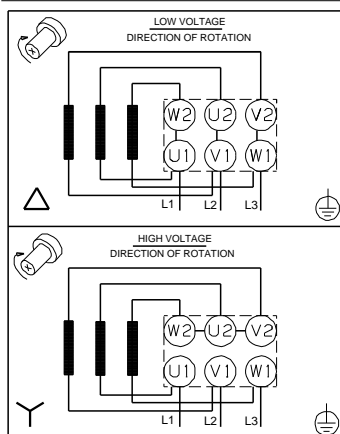 LOW VOLTAGE
DIRECTION OF ROTATION
W2 U2 V2
U1 V1 W1
L1 L2 L3
HIGH VOLTAGE
DIRECTION OF ROTATION
W2 U2 V2
U1 V1 W1
L1 L2 L3